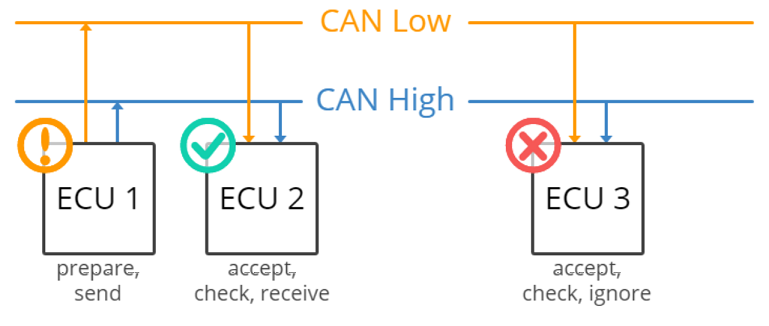 CAN Low
CAN High
ECU 1
ECU 2
ECU 3
prepare,
send
accept,
check, receive
accept,
check, ignore